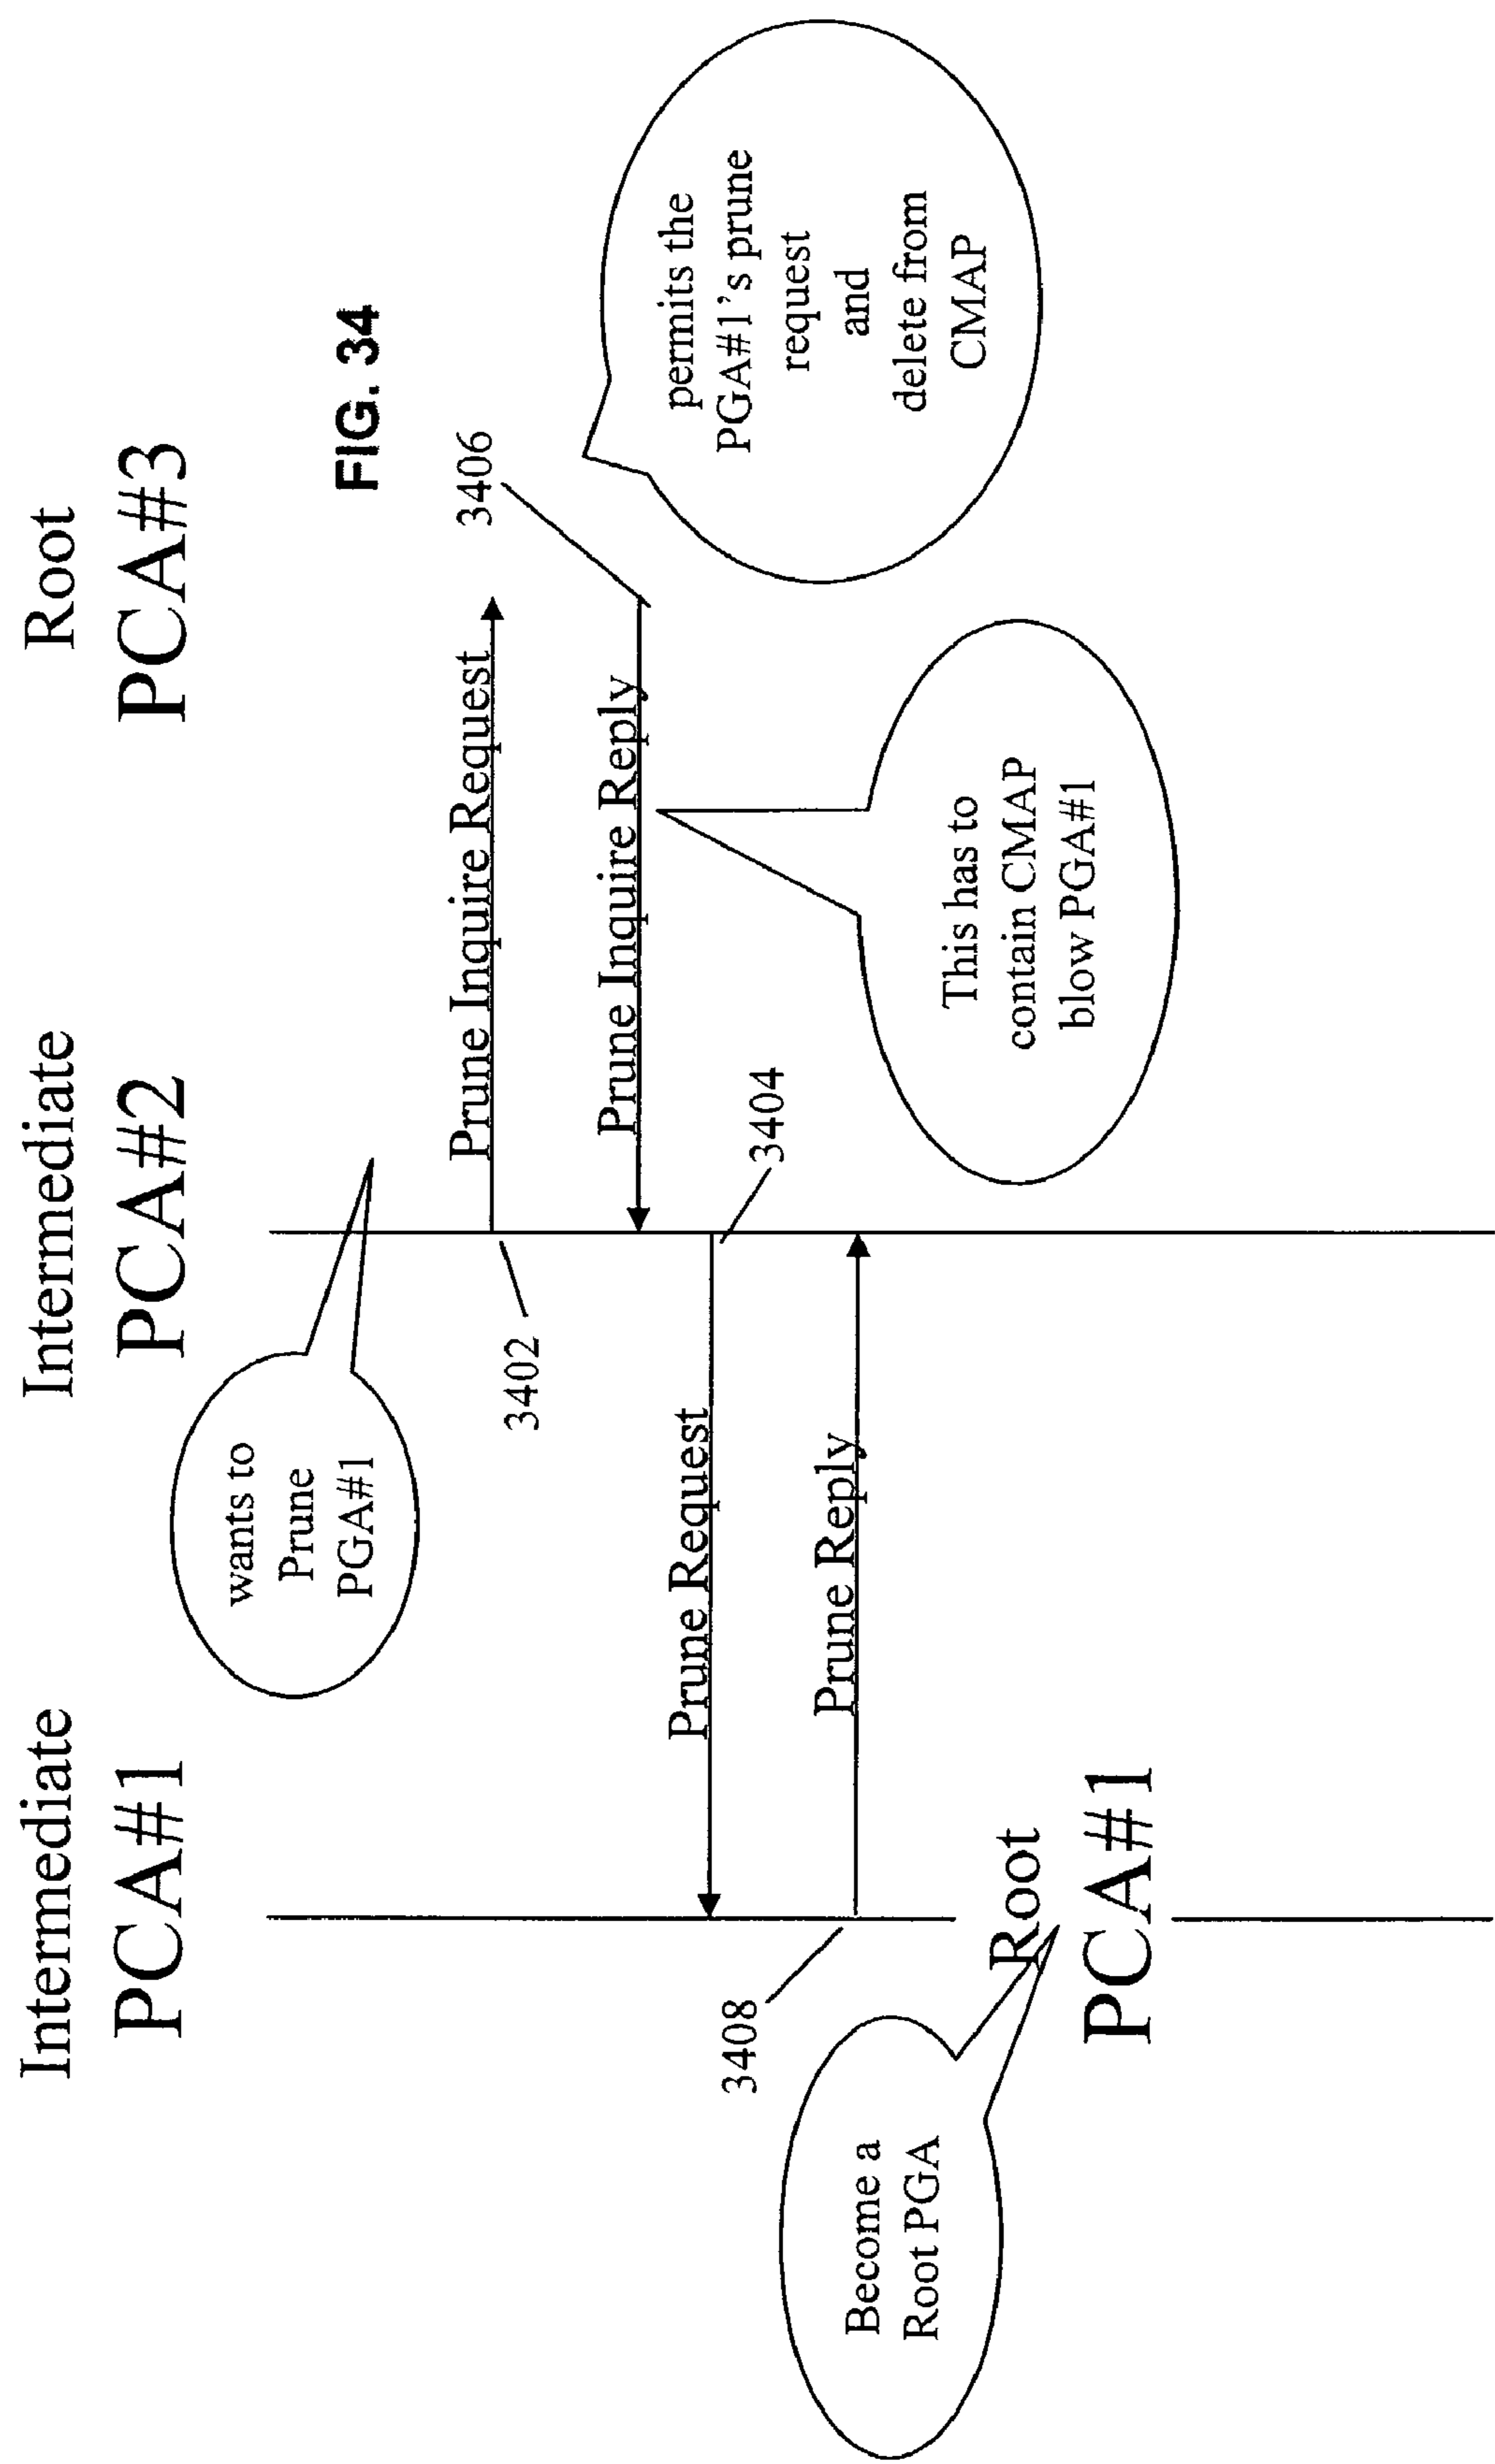 Intermediate
PCA#1
Intermediate
PCA#2
Root
PCA#3
FIG. 34
wants to
Prune
PGA#1
Prune Inquire Request
3402
3406
Prune Inquire Reply
permits the
PGA#1's prune
request
and
delete from
CMAP
Prune Request
3404
This has to
contain CMAP
blow PGA#1
Prune Reply
3408
Become a
Root PGA
Root
PCA#1